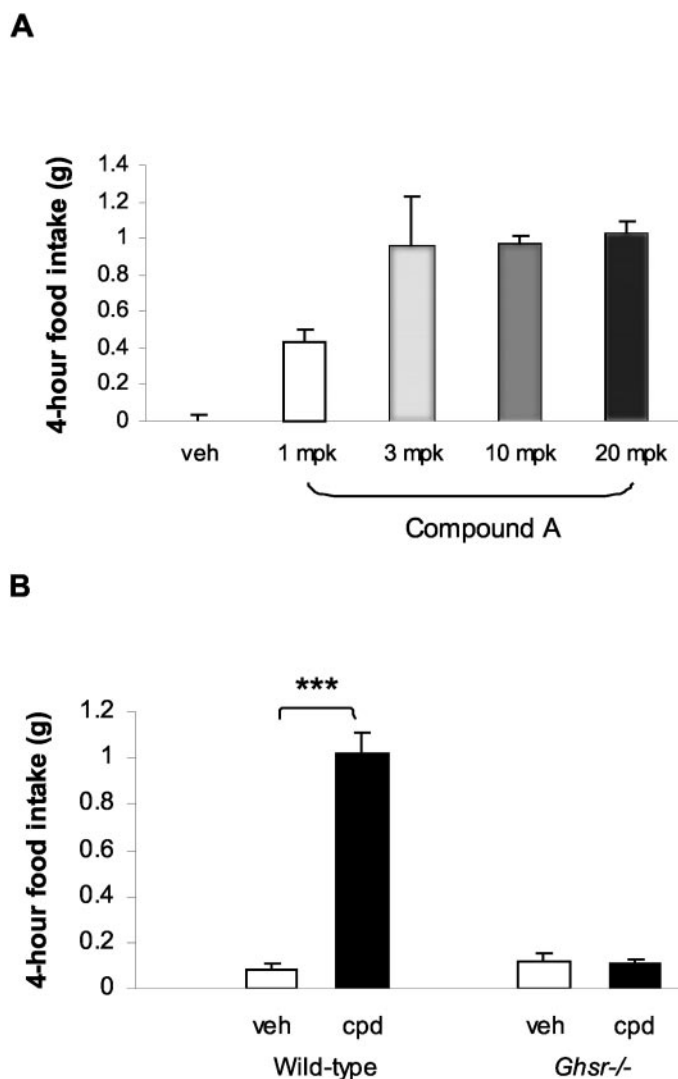 A
4-hour food intake (g)
1.4
1.2
1
0.8
0.6
0.4
0.2
0
veh 1 mpk 3 mpk 10 mpk 20 mpk
Compound A
B
4-hour food intake (g)
***
1.2
1
0.8
0.6
0.4
0.2
0
veh cpd veh cpd
Wild-type Ghsr-/-